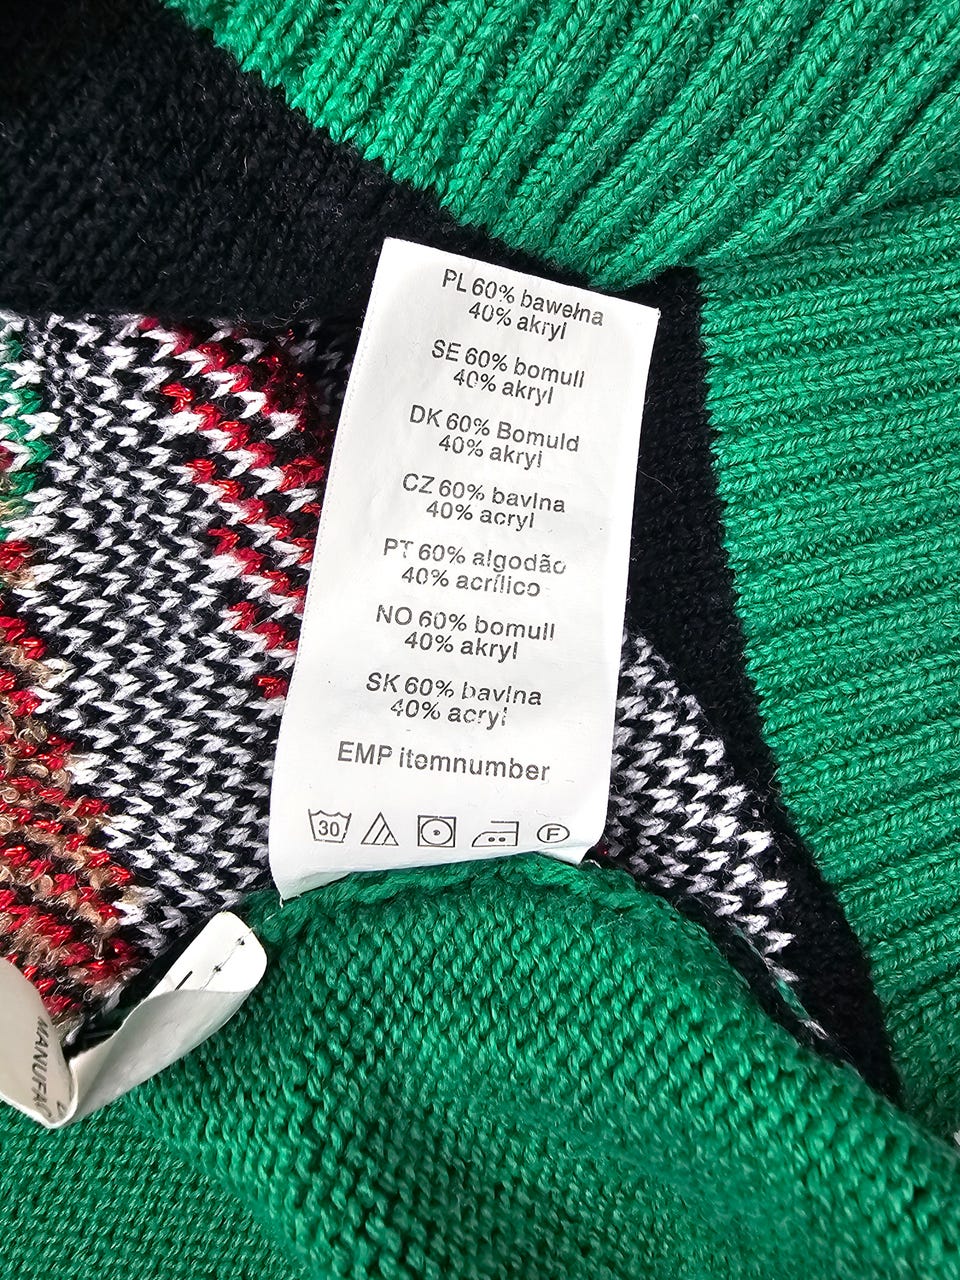 PL 60% bawełna
40% akryl
SE 60% bomull
40% akryl
DK 60% Bomuld
40% akryl
CZ 60% bavlna
40% acryl
PT 60% algodão
40% acrílico
NO 60% bomull
40% akryl
SK 60% bavlna
40% acryl
EMP itemnumber
30 F
MANUFAC